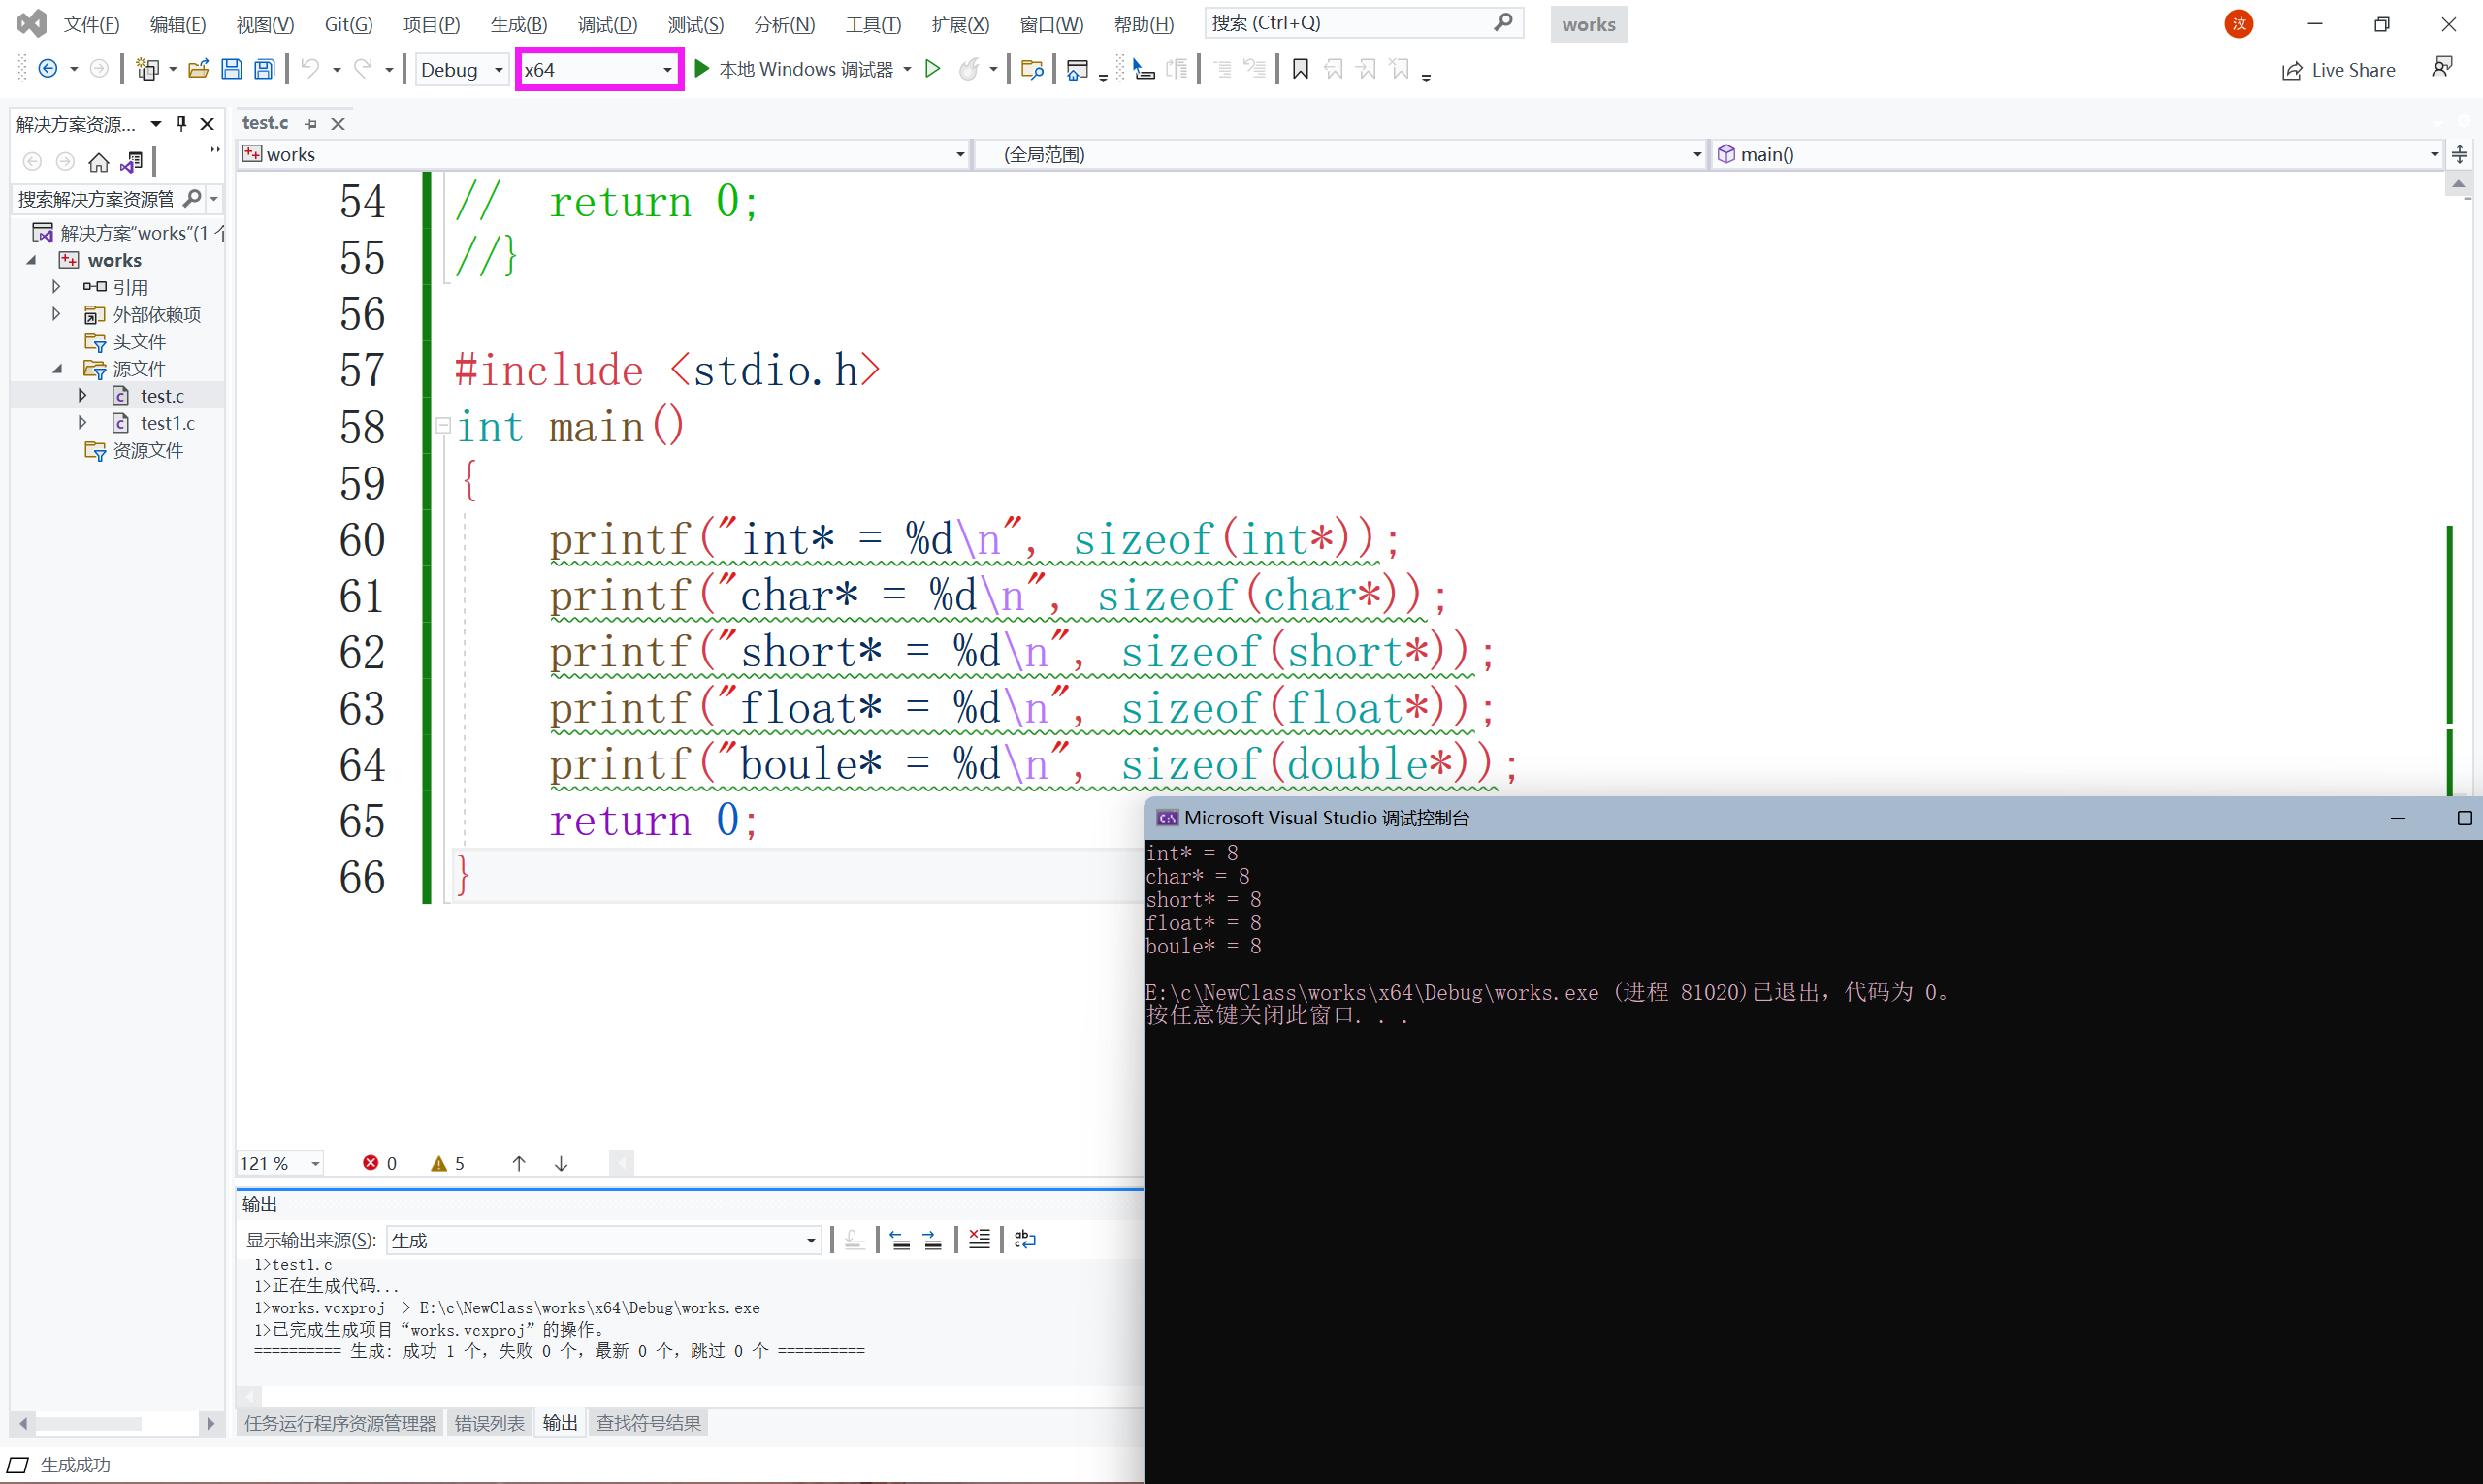 文件(F) 编辑(E) 视图(V) Git(G) 项目(P) 生成(B) 调试(D) 测试(S) 分析(N) 工具(T) 扩展(X) 窗口(W) 帮助(H) 搜索 (Ctrl+Q) works 汶
Debug x64 本地 Windows 调试器 Live Share
解决方案资源...
搜索解决方案资源管
解决方案“works”(1 个
works
引用
外部依赖项
头文件
源文件
test.c
test1.c
资源文件
test.c
works (全局范围) main()
54 // return 0;
55 //}
56
57 #include <stdio.h>
58 int main()
59 {
60 printf("int* = %d\n", sizeof(int*));
61 printf("char* = %d\n", sizeof(char*));
62 printf("short* = %d\n", sizeof(short*));
63 printf("float* = %d\n", sizeof(float*));
64 printf("boule* = %d\n", sizeof(double*));
65 return 0;
66 }
Microsoft Visual Studio 调试控制台
int* = 8
char* = 8
short* = 8
float* = 8
boule* = 8
E:\c\NewClass\works\x64\Debug\works.exe (进程 81020)已退出，代码为 0。
按任意键关闭此窗口. . .
121 % 0 5
输出
显示输出来源(S): 生成
1>test1.c
1>正在生成代码...
1>works.vcxproj -> E:\c\NewClass\works\x64\Debug\works.exe
1>已完成生成项目“works.vcxproj”的操作。
========== 生成: 成功 1 个，失败 0 个，最新 0 个，跳过 0 个 ==========
任务运行程序资源管理器 错误列表 输出 查找符号结果
生成成功